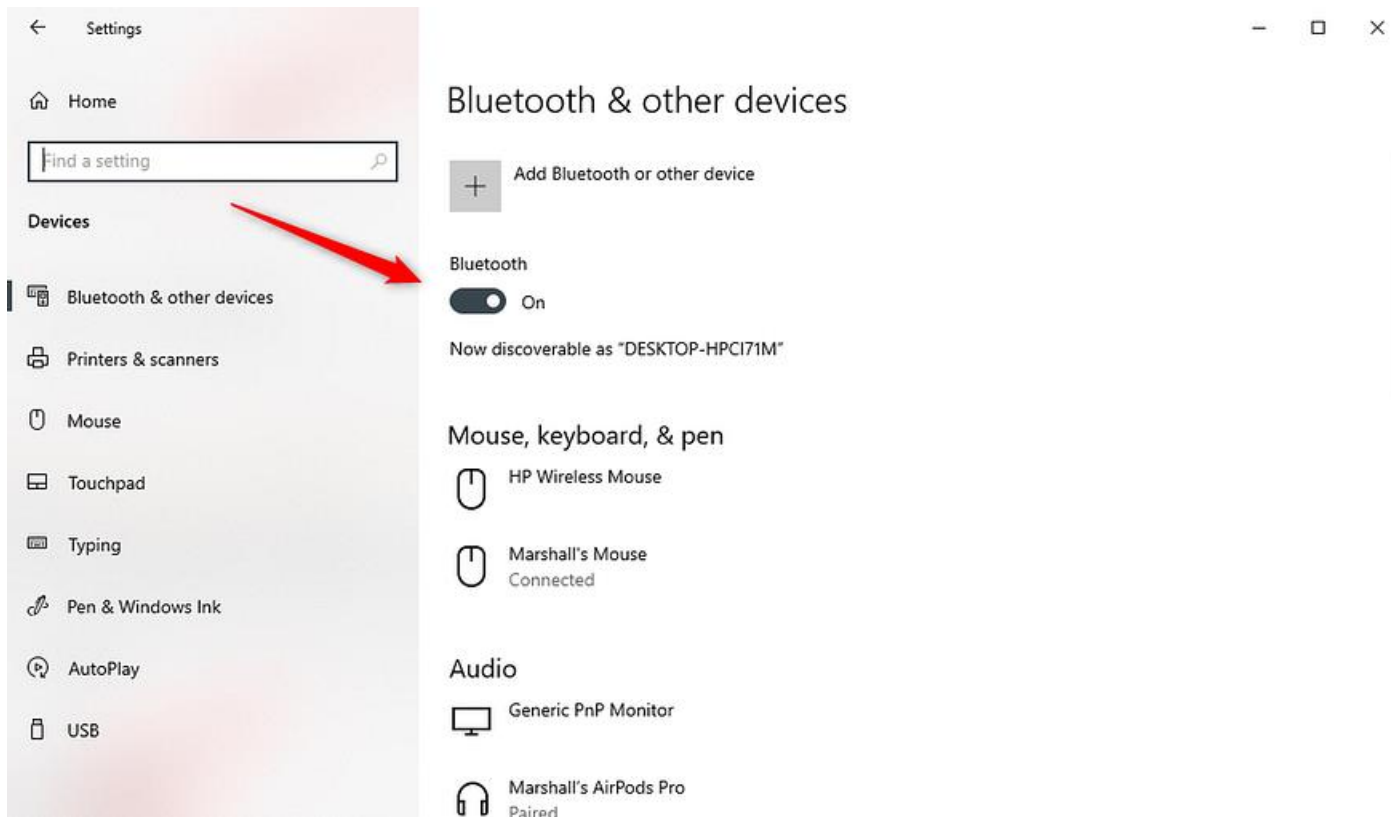 Settings
Home
Find a setting
Devices
Bluetooth & other devices
Printers & scanners
Mouse
Touchpad
Typing
Pen & Windows Ink
AutoPlay
USB
Bluetooth & other devices
Add Bluetooth or other device
Bluetooth
On
Now discoverable as "DESKTOP-HPCI71M"
Mouse, keyboard, & pen
HP Wireless Mouse
Marshall's Mouse
Connected
Audio
Generic PnP Monitor
Marshall's AirPods Pro
Paired